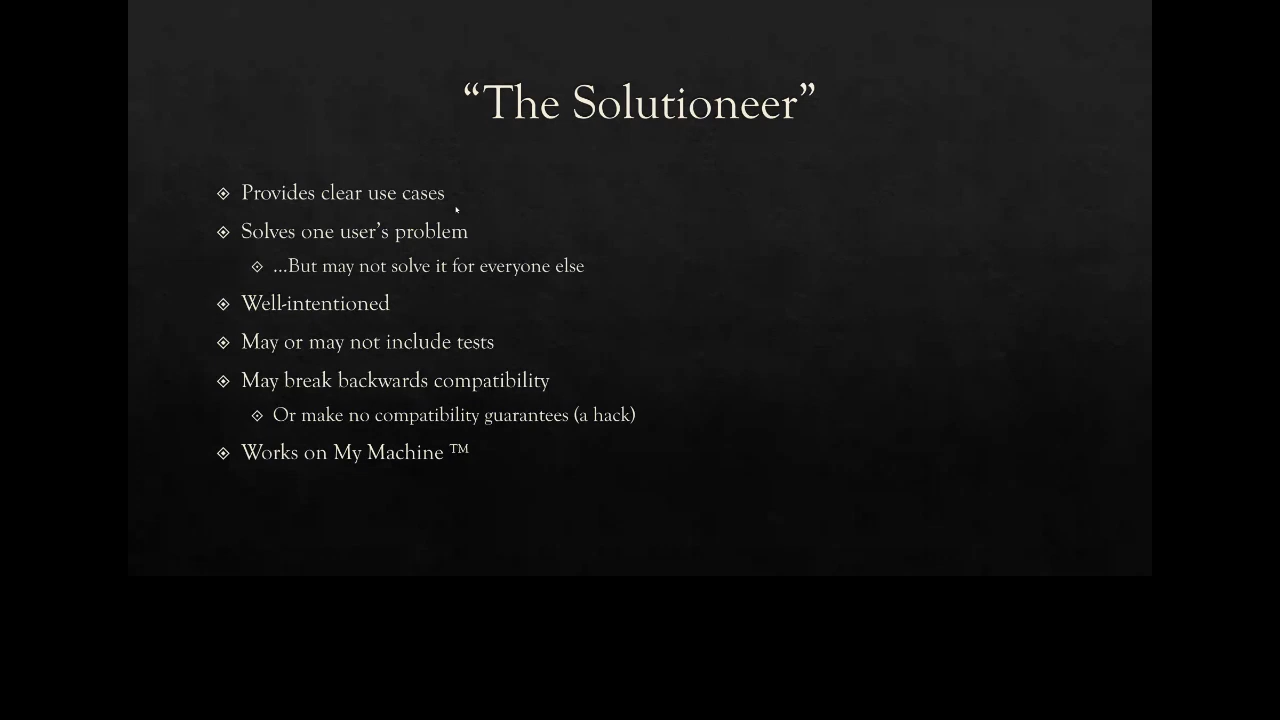 “The Solutioneer”
Provides clear use cases
Solves one user’s problem
…But may not solve it for everyone else
Well-intentioned
May or may not include tests
May break backwards compatibility
Or make no compatibility guarantees (a hack)
Works on My Machine ™